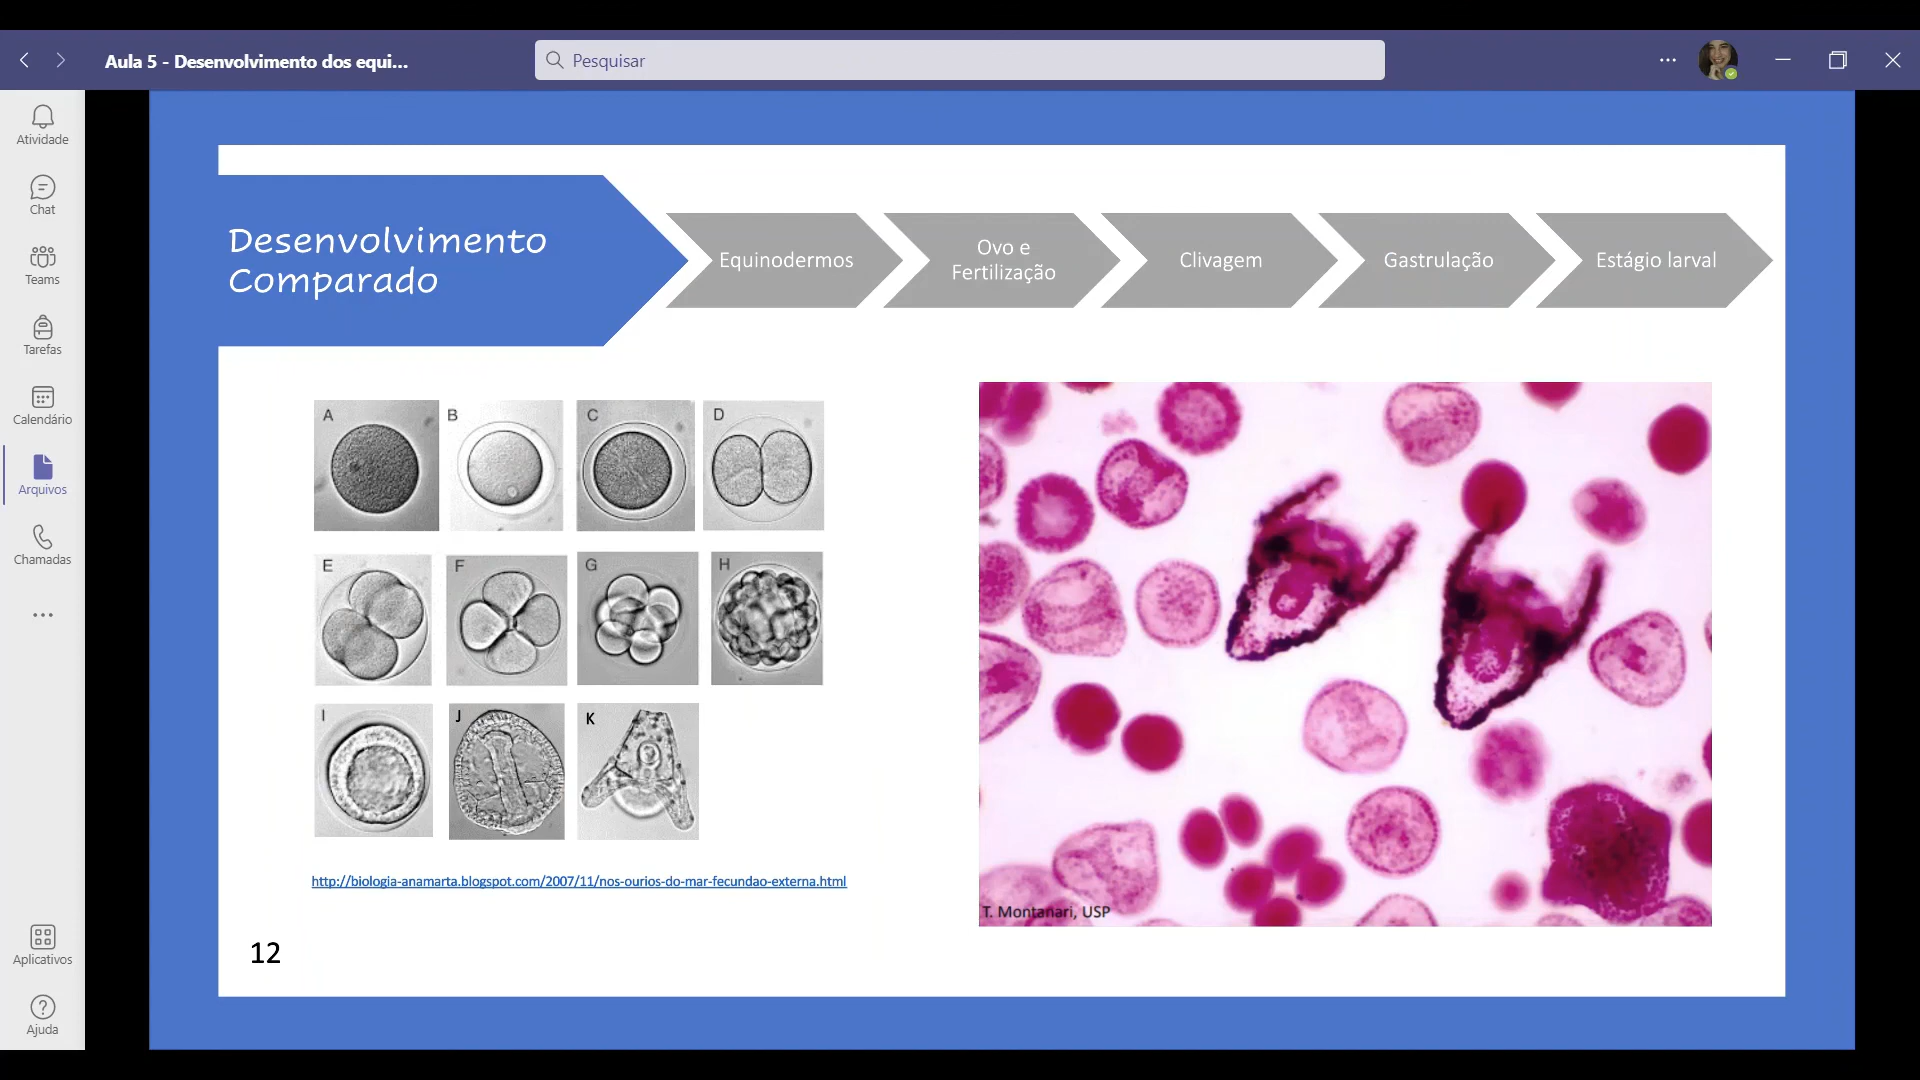 Aula 5 - Desenvolvimento dos equi...
Pesquisar
Atividade
Chat
Teams
Tarefas
Calendário
Arquivos
Chamadas
Aplicativos
Ajuda
Desenvolvimento
Comparado
Equinodermos
Ovo e
Fertilização
Clivagem
Gastrulação
Estágio larval
A
B
C
D
E
F
G
H
I
J
K
http://biologia-anamarta.blogspot.com/2007/11/nos-ourios-do-mar-fecundao-externa.html
T. Montanari, USP
12